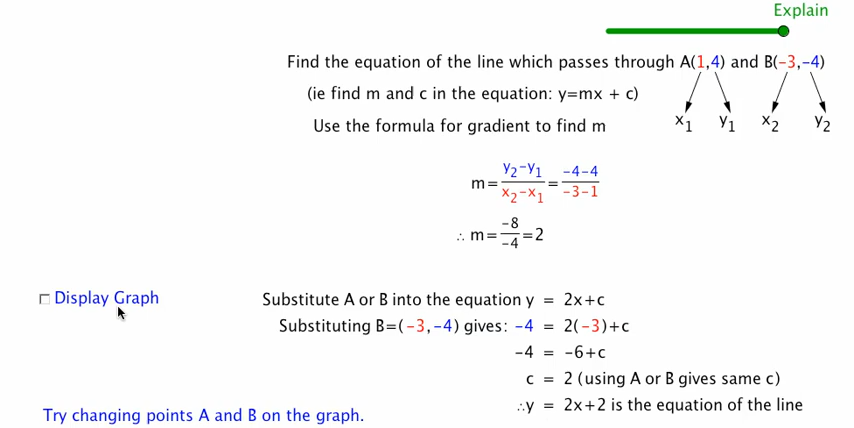 Explain
Find the equation of the line which passes through A(1,4) and B(-3,-4)
(ie find m and c in the equation: y=mx + c)
x₁ y₁ x₂ y₂
Use the formula for gradient to find m
m = y₂-y₁ / x₂-x₁ = -4-4 / -3-1
∴ m = -8 / -4 = 2
Display Graph
Substitute A or B into the equation y = 2x+c
Substituting B=(-3,-4) gives: -4 = 2(-3)+c
-4 = -6+c
c = 2 (using A or B gives same c)
∴y = 2x+2 is the equation of the line
Try changing points A and B on the graph.